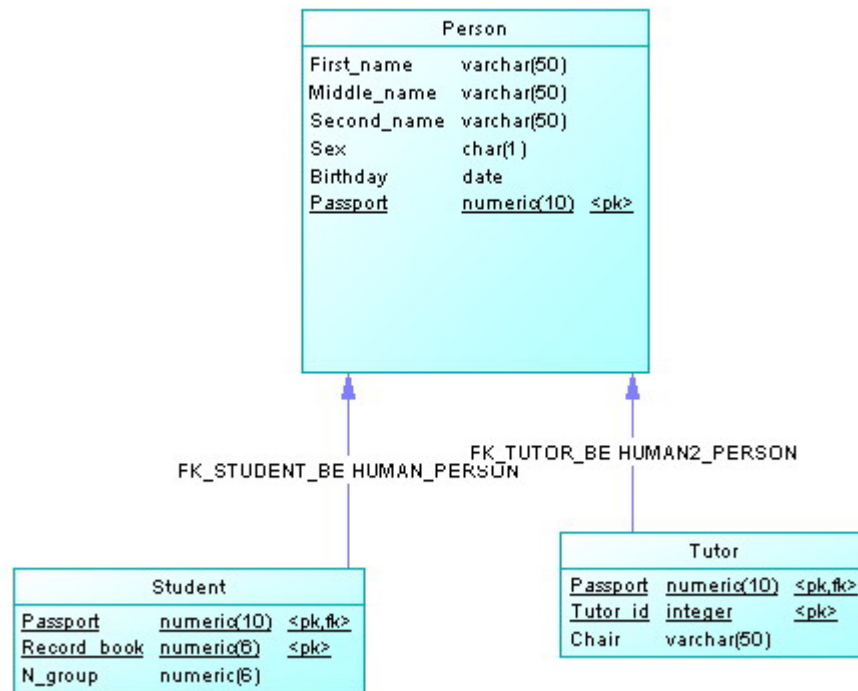 Person
First_name varchar(50)
Middle_name varchar(50)
Second_name varchar(50)
Sex char(1)
Birthday date
Passport numeric(10) <pk>
FK_TUTOR_BE HUMAN2_PERSON
FK_STUDENT_BE HUMAN_PERSON
Tutor
Passport numeric(10) <pk,fk>
Tutor_id integer <pk>
Chair varchar(50)
Student
Passport numeric(10) <pk,fk>
Record_book numeric(6) <pk>
N_group numeric(6)